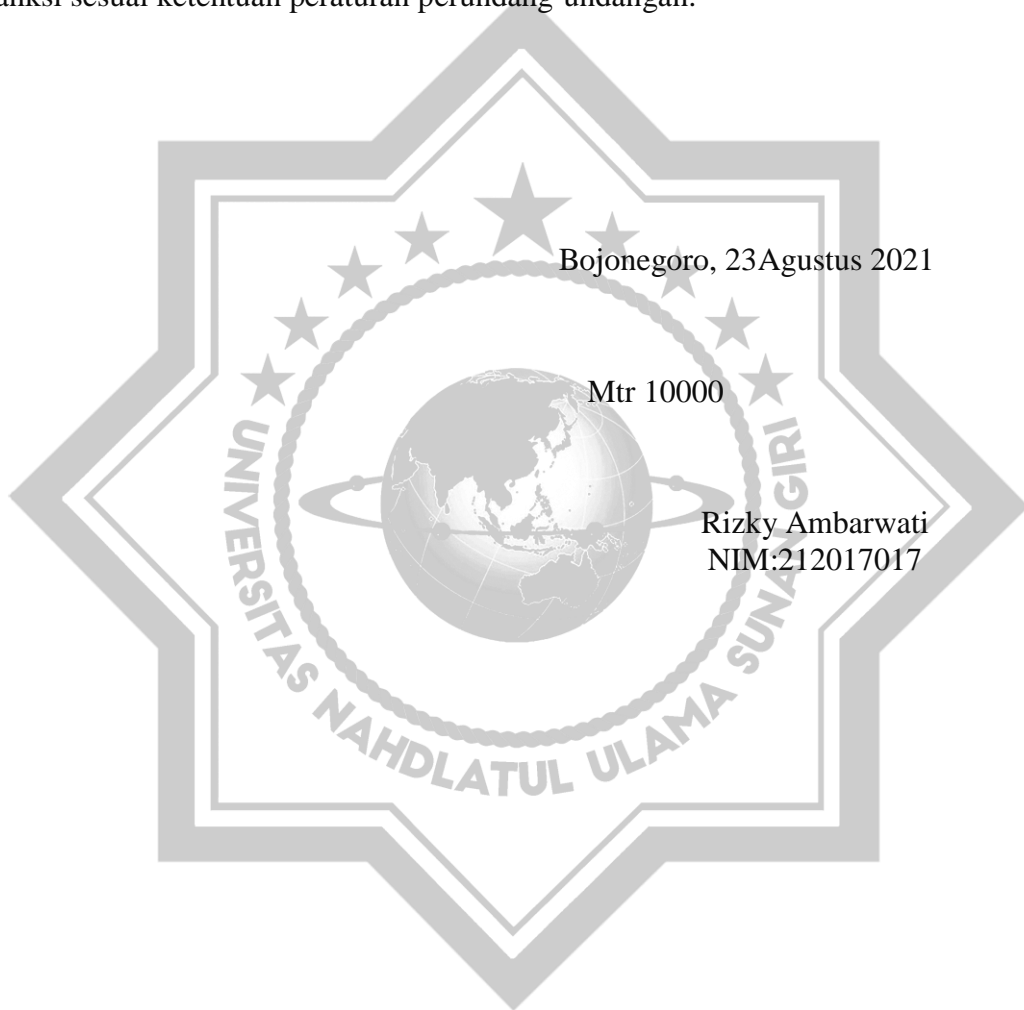 sesuai ketentuan peraturan perundang-undangan.
Bojonegoro, 23Agustus 2021
Mtr 10000
Rizky Ambarwati
NIM:212017017
UNIVERSITAS NAHDLATUL ULAMA SUNAN GIRI